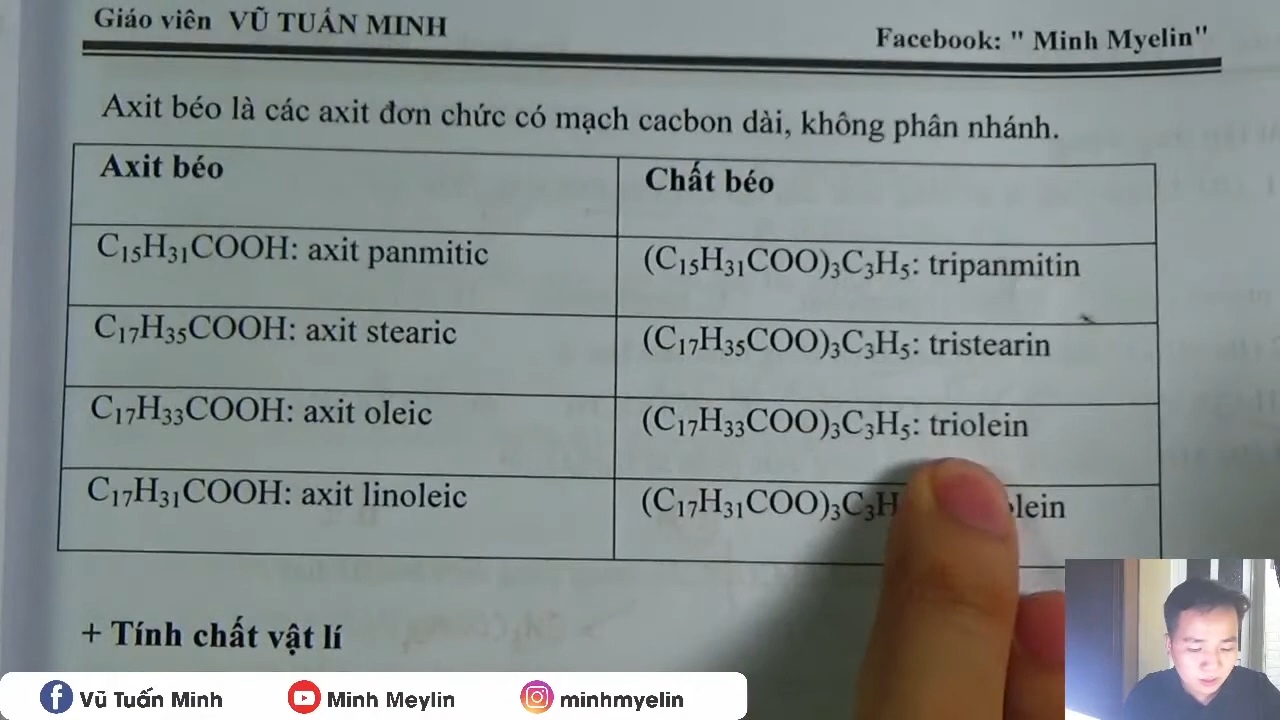 Giáo viên VŨ TUẤN MINH
Facebook: " Minh Myelin"
Axit béo là các axit đơn chức có mạch cacbon dài, không phân nhánh.
Axit béo
Chất béo
C₁₅H₃₁COOH: axit panmitic
(C₁₅H₃₁COO)₃C₃H₅: tripanmitin
C₁₇H₃₅COOH: axit stearic
(C₁₇H₃₅COO)₃C₃H₅: tristearin
C₁₇H₃₃COOH: axit oleic
(C₁₇H₃₃COO)₃C₃H₅: triolein
C₁₇H₃₁COOH: axit linoleic
(C₁₇H₃₁COO)₃C₃H
+ Tính chất vật lí
Vũ Tuấn Minh
Minh Meylin
minhmyelin